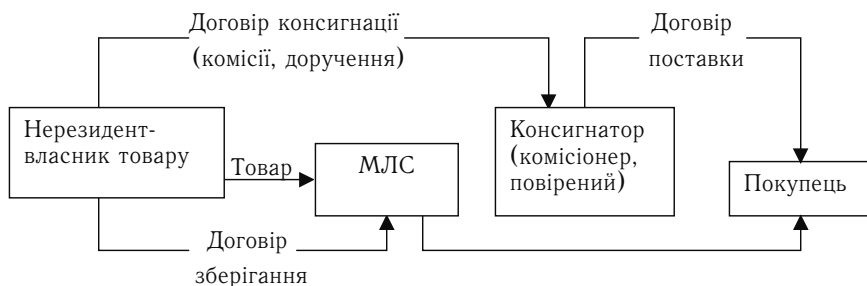 Договір консигнації
(комісії, доручення)
Договір
поставки
Нерезидент-
власник товару
Товар
МЛС
Консигнатор
(комісіонер,
повірений)
Покупець
Договір
зберігання